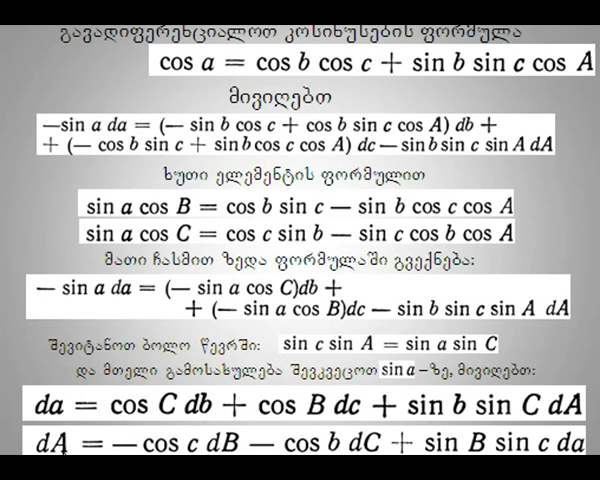 გავადიფერენციალოთ კოსინუსების ფორმულა
cos a = cos b cos c + sin b sin c cos A
მივიღებთ
—sin a da = (— sin b cos c + cos b sin c cos A) db +
+ (— cos b sin c + sin b cos c cos A) dc — sin b sin c sin A dA
ხუთი ელემენტის ფორმულით
sin a cos B = cos b sin c — sin b cos c cos A
sin a cos C = cos c sin b — sin c cos b cos A
მათი ჩასმით ზედა ფორმულაში გვექნება:
— sin a da = (— sin a cos C)db +
+ (— sin a cos B)dc — sin b sin c sin A dA
შევიტანოთ ბოლო წევრში: sin c sin A = sin a sin C
და მთელი გამოსახულება შევკვეცოთ sin a –ზე, მივიღებთ:
da = cos C db + cos B dc + sin b sin C dA
dA = — cos c dB — cos b dC + sin B sin c da